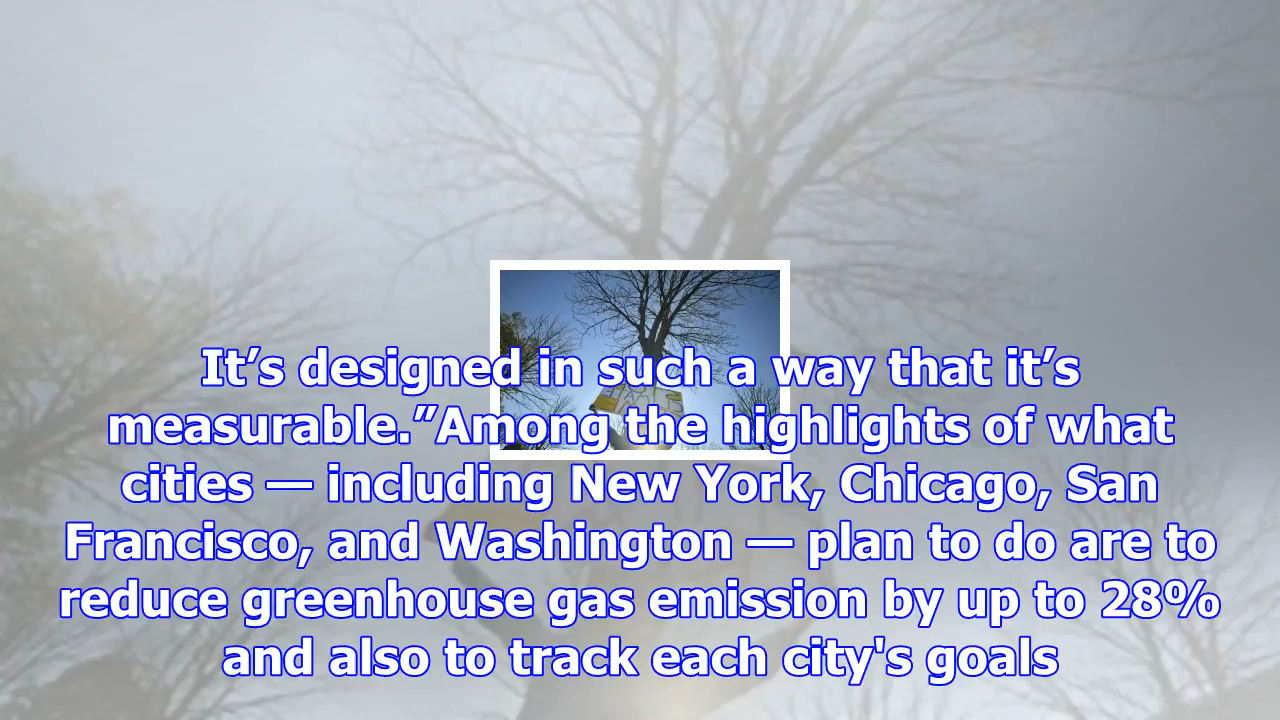 It’s designed in such a way that it’s
measurable.”Among the highlights of what
cities — including New York, Chicago, San
Francisco, and Washington — plan to do are to
reduce greenhouse gas emission by up to 28%
and also to track each city's goals